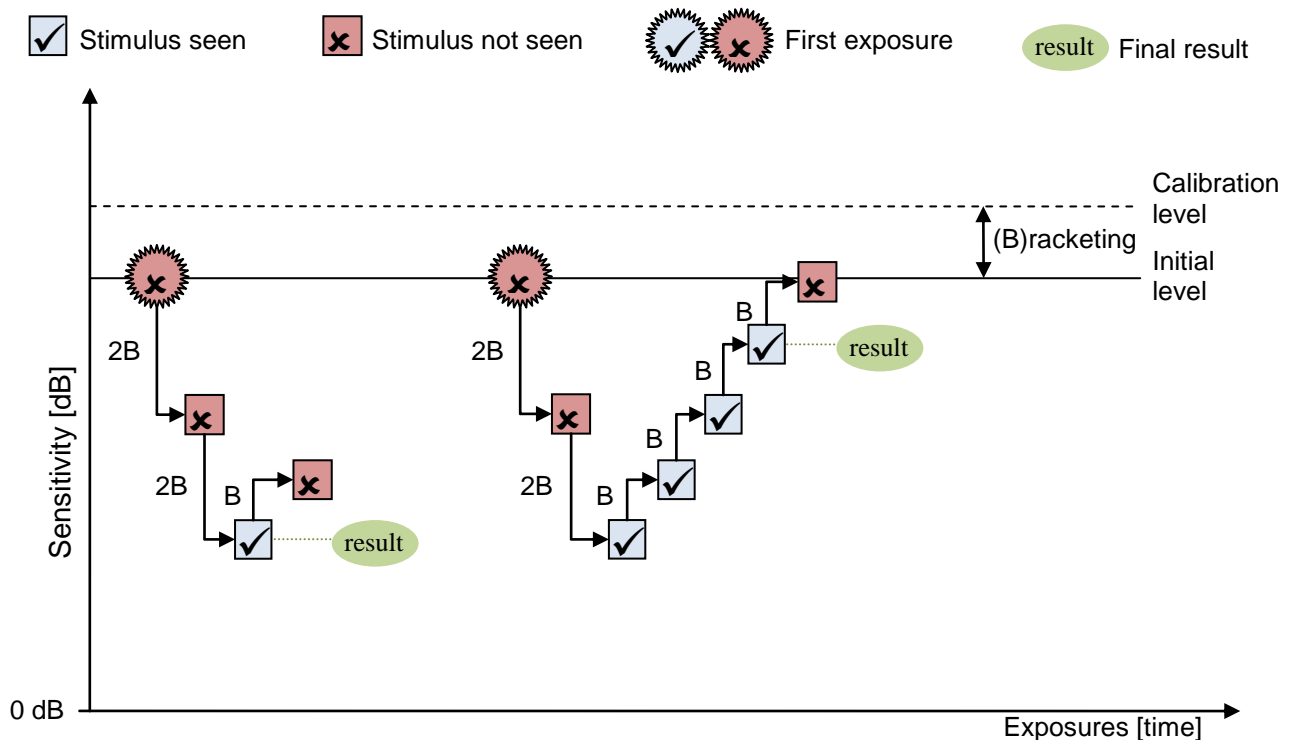 Stimulus seen
Stimulus not seen
First exposure
result
Final result
Calibration
level
(B)racketing
Initial
level
B
2B
2B
B
result
B
B
2B
B
2B
B
result
Sensitivity [dB]
0 dB
Exposures [time]